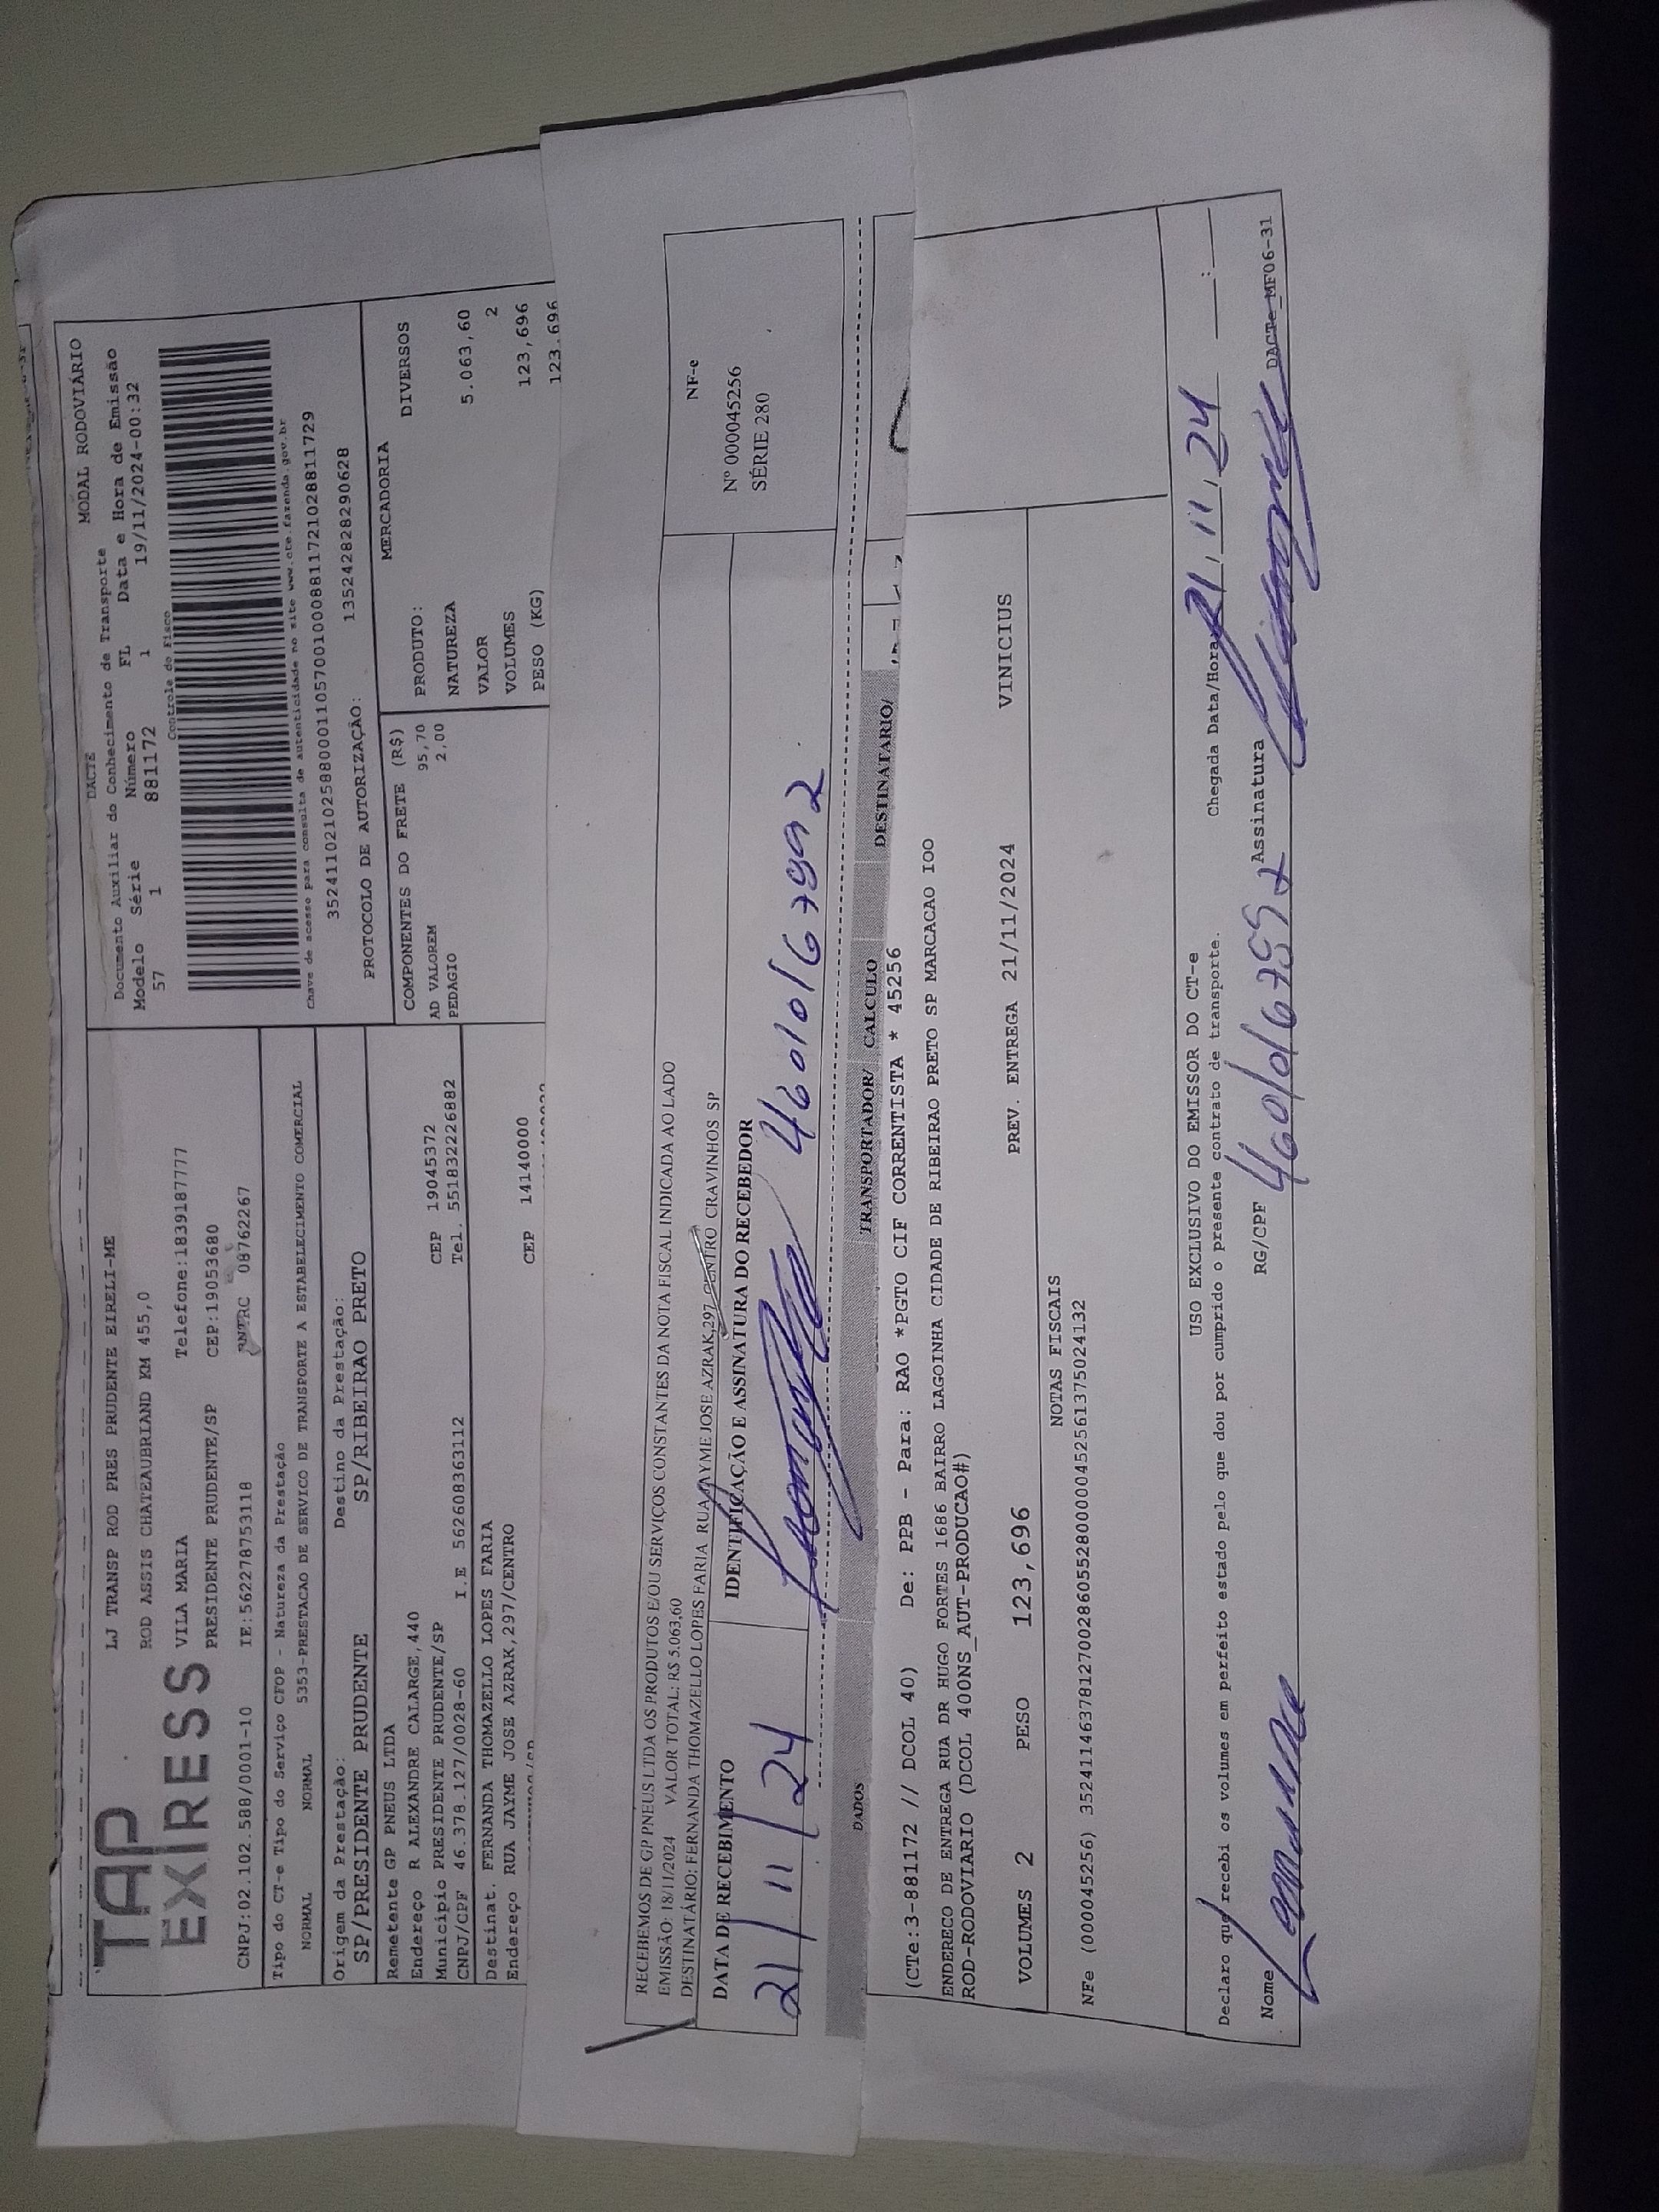 TAP
EXPRESS
LJ TRANSP ROD PRES PRUDENTE EIRELI-ME
ROD ASSIS CHATEAUBRIAND KM 455,0
VILA MARIA Telefone:1839187777
PRESIDENTE PRUDENTE/SP CEP:19053680
CNPJ:02.102.588/0001-10 IE:562278753118 RNTRC 08762267
DACTE MODAL RODOVIÁRIO
Documento Auxiliar do Conhecimento de Transporte
Modelo Série Número FL Data e Hora de Emissão
57 1 881172 1 19/11/2024-00:32
Controle do Fisco
Chave de acesso para consulta de autenticidade no site www.cte.fazenda.gov.br
35241102102588000110570010008811721028811729
PROTOCOLO DE AUTORIZAÇÃO: 135242828290628
Tipo do CT-e Tipo do Serviço CFOP - Natureza da Prestação
NORMAL NORMAL 5353-PRESTACAO DE SERVICO DE TRANSPORTE A ESTABELECIMENTO COMERCIAL
Origem da Prestação: Destino da Prestação:
SP/PRESIDENTE PRUDENTE SP/RIBEIRAO PRETO
Remetente GP PNEUS LTDA
Endereço R ALEXANDRE CALARGE,440 CEP 19045372
Município PRESIDENTE PRUDENTE/SP Tel. 551832226882
CNPJ/CPF 46.378.127/0028-60 I.E 562608363112
Destinat. FERNANDA THOMAZELLO LOPES FARIA
Endereço RUA JAYME JOSE AZRAK,297/CENTRO CEP 14140000
COMPONENTES DO FRETE (R$)
AD VALOREM 95,70
PEDAGIO 2,00
MERCADORIA
PRODUTO: DIVERSOS
NATUREZA
VALOR 5.063,60
VOLUMES 2
PESO (KG) 123,696
123.696
RECEBEMOS DE GP PNEUS LTDA OS PRODUTOS E/OU SERVIÇOS CONSTANTES DA NOTA FISCAL INDICADA AO LADO
EMISSÃO: 18/11/2024 VALOR TOTAL: R$ 5.063,60
DESTINATÁRIO: FERNANDA THOMAZELLO LOPES FARIA RUA JAYME JOSE AZRAK,297 CENTRO CRAVINHOS SP
DATA DE RECEBIMENTO IDENTIFICAÇÃO E ASSINATURA DO RECEBEDOR
21/11/24
NF-e
Nº 000045256
SÉRIE 280
DADOS TRANSPORTADOR/ CALCULO DESTINATARIO/
(CTe:3-881172 // DCOL 40) De: PPB - Para: RAO *PGTO CIF CORRENTISTA * 45256
ENDERECO DE ENTREGA RUA DR HUGO FORTES 1686 BAIRRO LAGOINHA CIDADE DE RIBEIRAO PRETO SP MARCACAO IOO
ROD-RODOVIARIO (DCOL 400NS_AUT-PRODUCAO#)
VOLUMES 2 PESO 123,696 PREV. ENTREGA 21/11/2024 VINICIUS
NOTAS FISCAIS
NFe (000045256) 35241146378127002860552800000452561375024132
USO EXCLUSIVO DO EMISSOR DO CT-e
Declaro que recebi os volumes em perfeito estado pelo que dou por cumprido o presente contrato de transporte.
Chegada Data/Hora 21,11,24 :
Nome RG/CPF Assinatura
DACTe_MF06-31